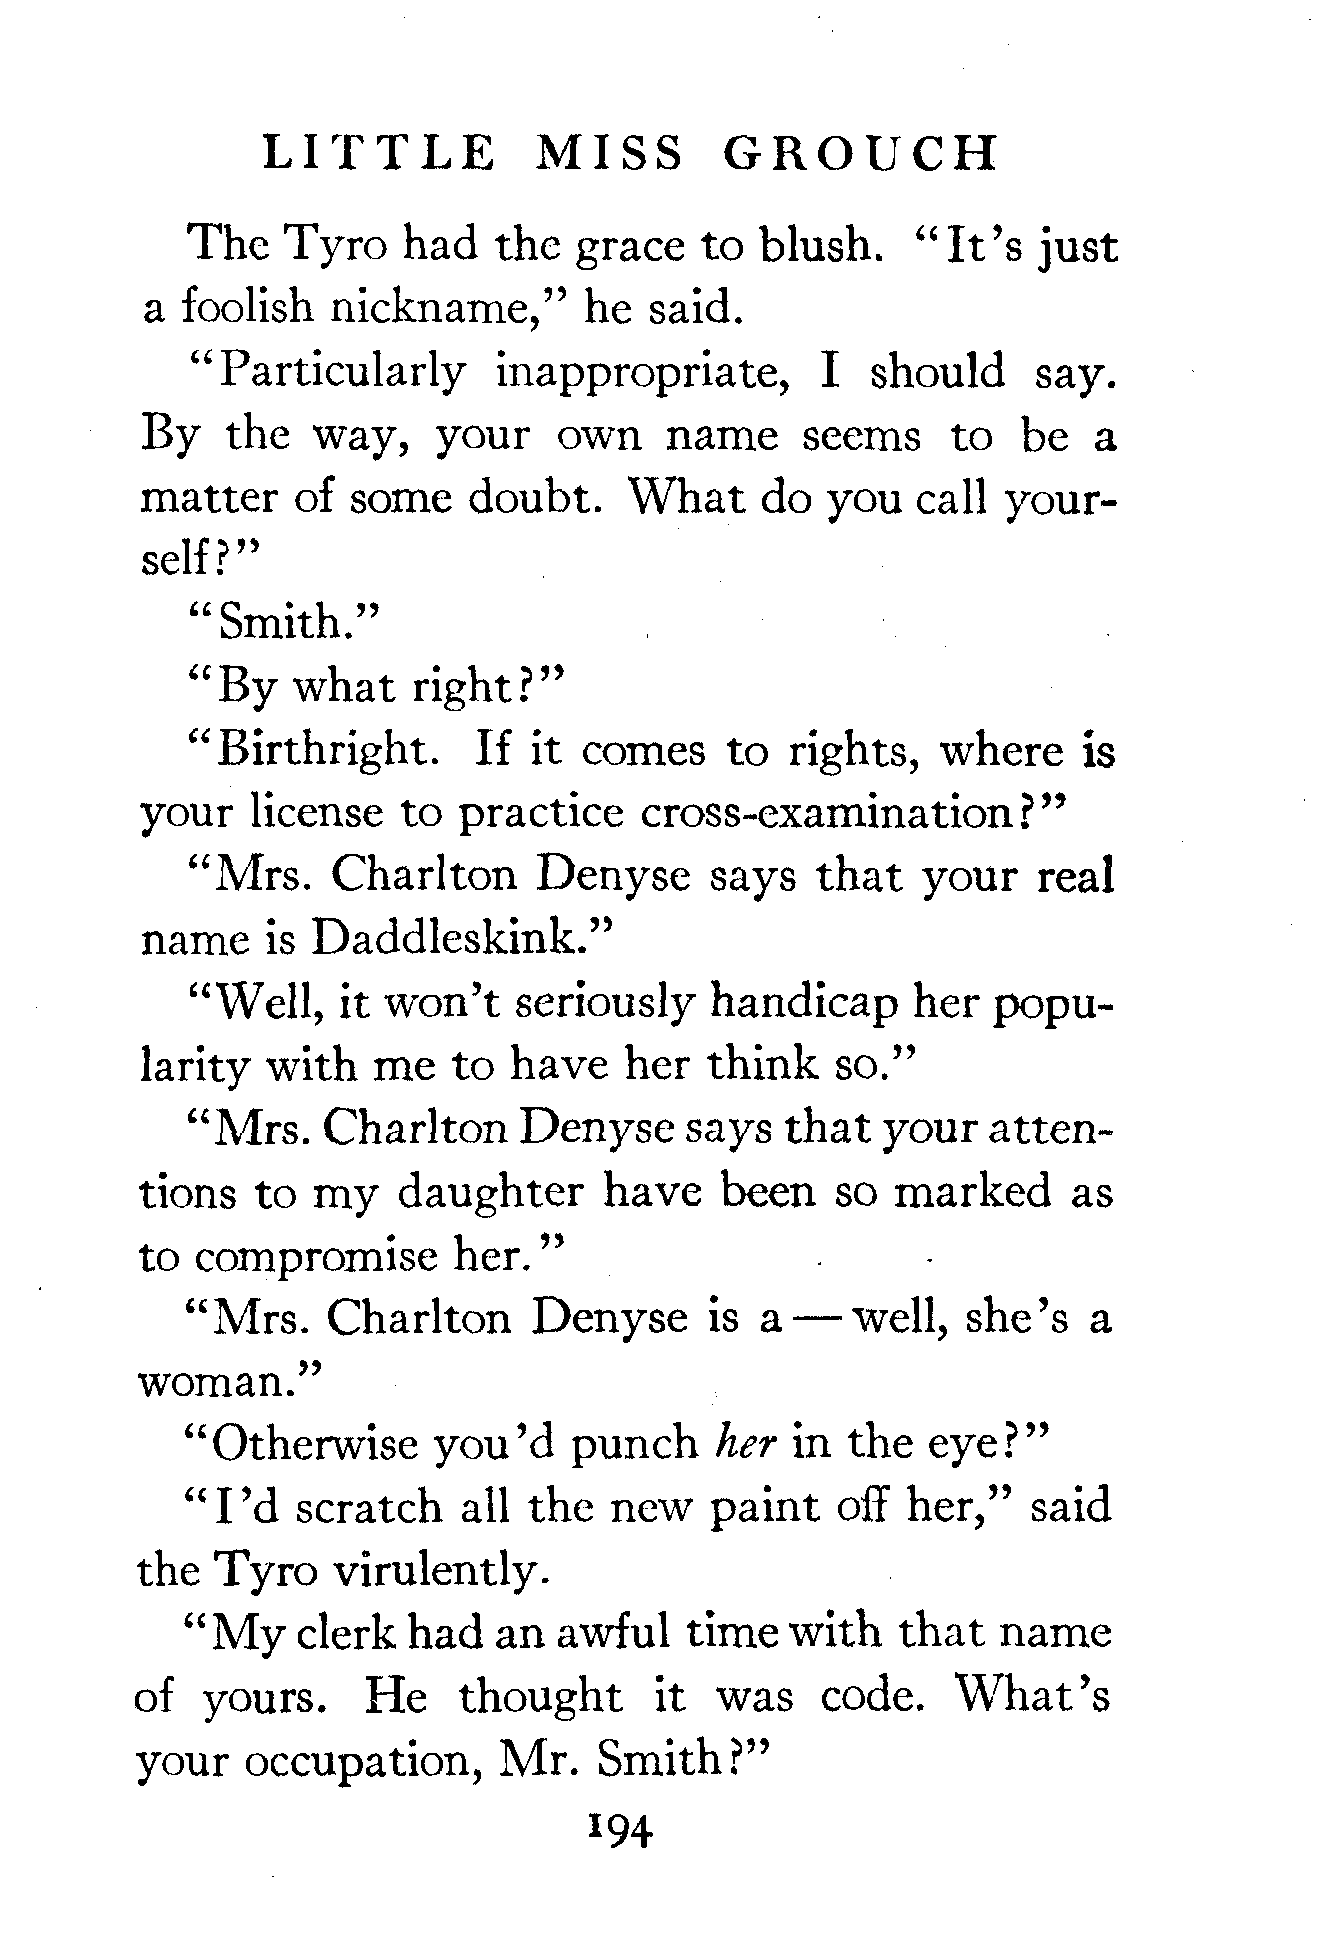 LITTLE MISS GROUCH
The Tyro had the grace to blush. "It's just
a foolish nickname," he said.
"Particularly inappropriate, I should say.
By the way, your own name seems to be a
matter of some doubt. What do you call your-
self?"
"Smith."
"By what right?"
"Birthright. If it comes to rights, where is
your license to practice cross-examination?"
"Mrs. Charlton Denyse says that your real
name is Daddleskink."
"Well, it won't seriously handicap her popu-
larity with me to have her think so."
"Mrs. Charlton Denyse says that your atten-
tions to my daughter have been so marked as
to compromise her."
"Mrs. Charlton Denyse is a — well, she's a
woman."
"Otherwise you'd punch her in the eye?"
"I'd scratch all the new paint off her," said
the Tyro virulently.
"My clerk had an awful time with that name
of yours. He thought it was code. What's
your occupation, Mr. Smith?"
194